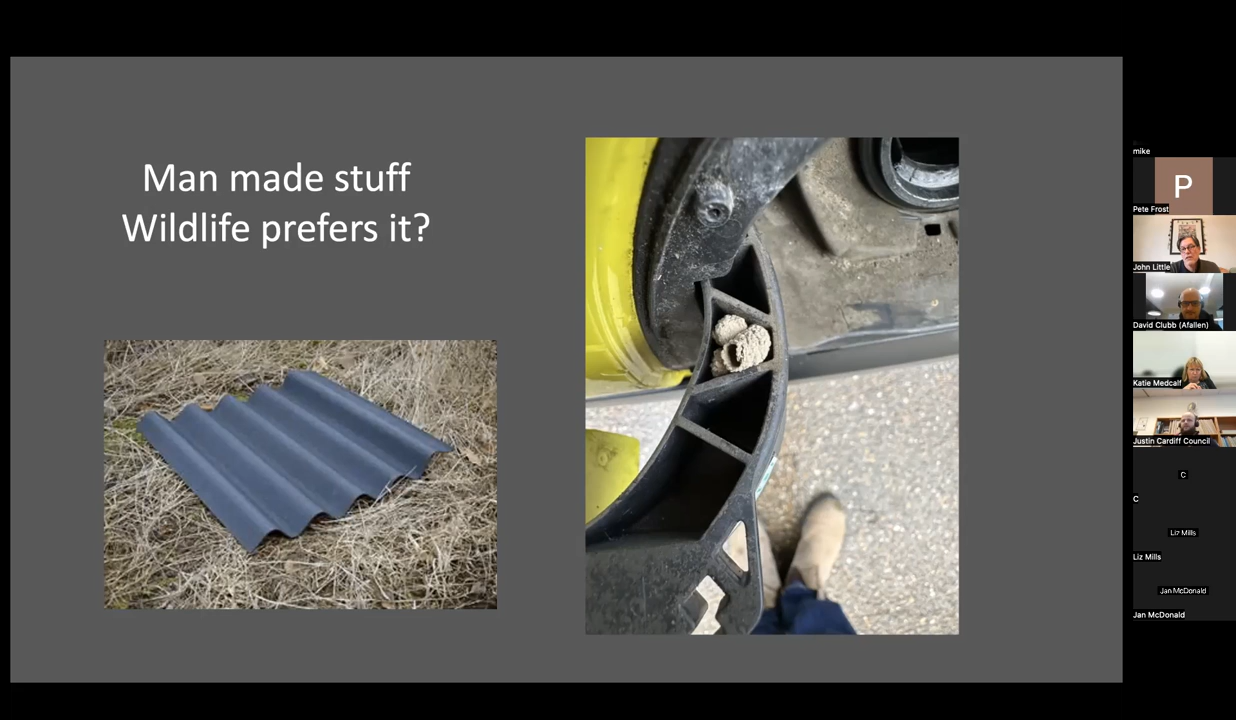 Man made stuff
Wildlife prefers it?
mike
P
Pete Frost
John Little
David Clubb (Afallen)
Katie Medcalf
Justin Cardiff Council
C
C
Liz Mills
Liz Mills
Jan McDonald
Jan McDonald